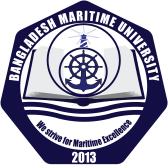 BANGLADESH MARITIME UNIVERSITY
We strive for Maritime Excellence
2013